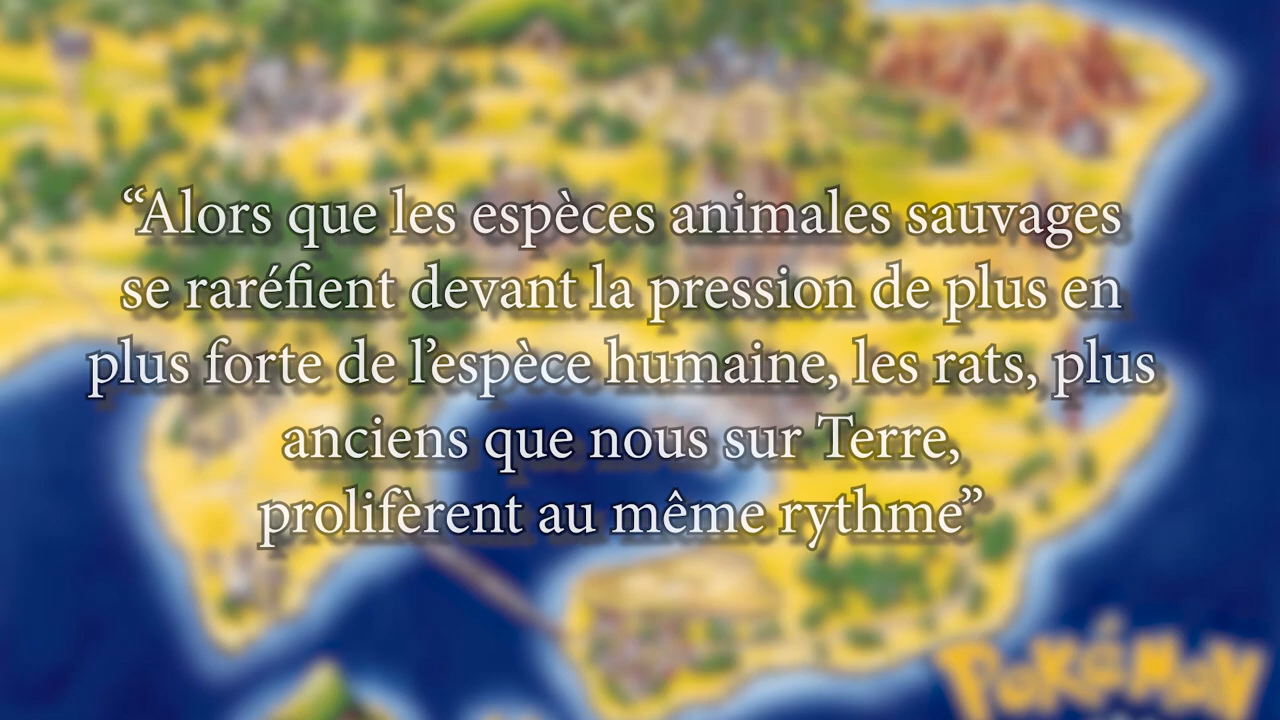 “Alors que les espèces animales sauvages
se raréfient devant la pression de plus en
plus forte de l’espèce humaine, les rats, plus
anciens que nous sur Terre,
prolifèrent au même rythme”
POKéMON